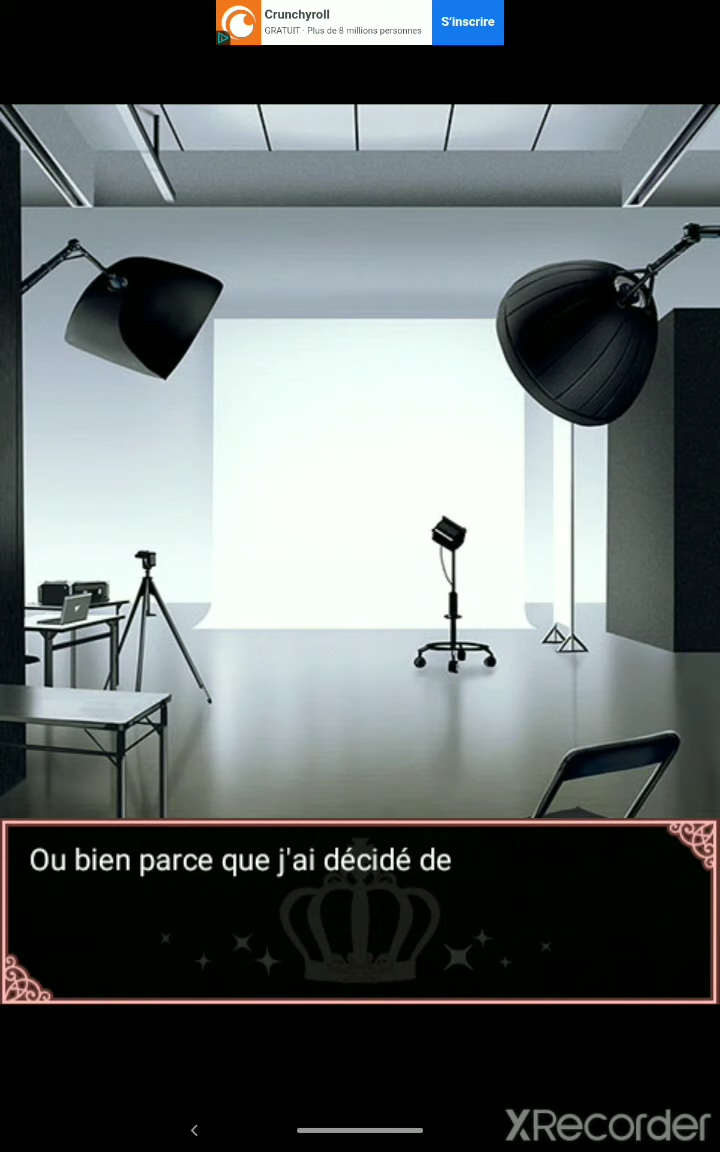 Crunchyroll
GRATUIT · Plus de 8 millions personnes
S'inscrire
Ou bien parce que j'ai décidé de
XRecorder